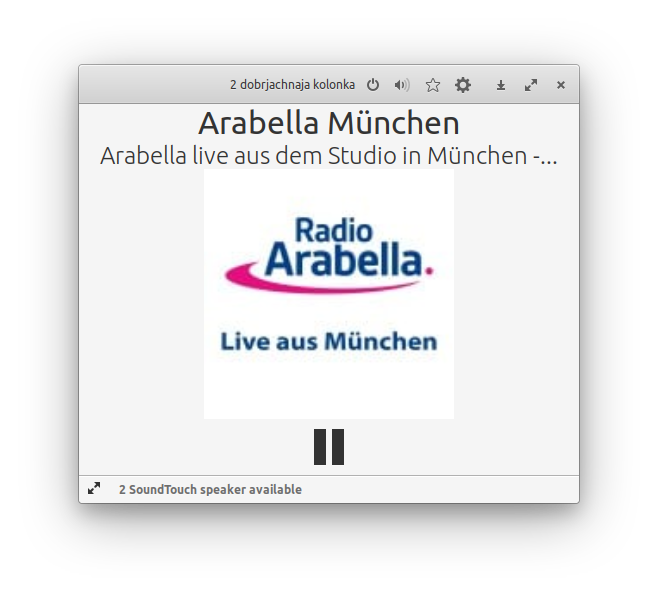 2 dobrjachnaja kolonka
Arabella München
Arabella live aus dem Studio in München -...
Radio
Arabella.
Live aus München
2 SoundTouch speaker available